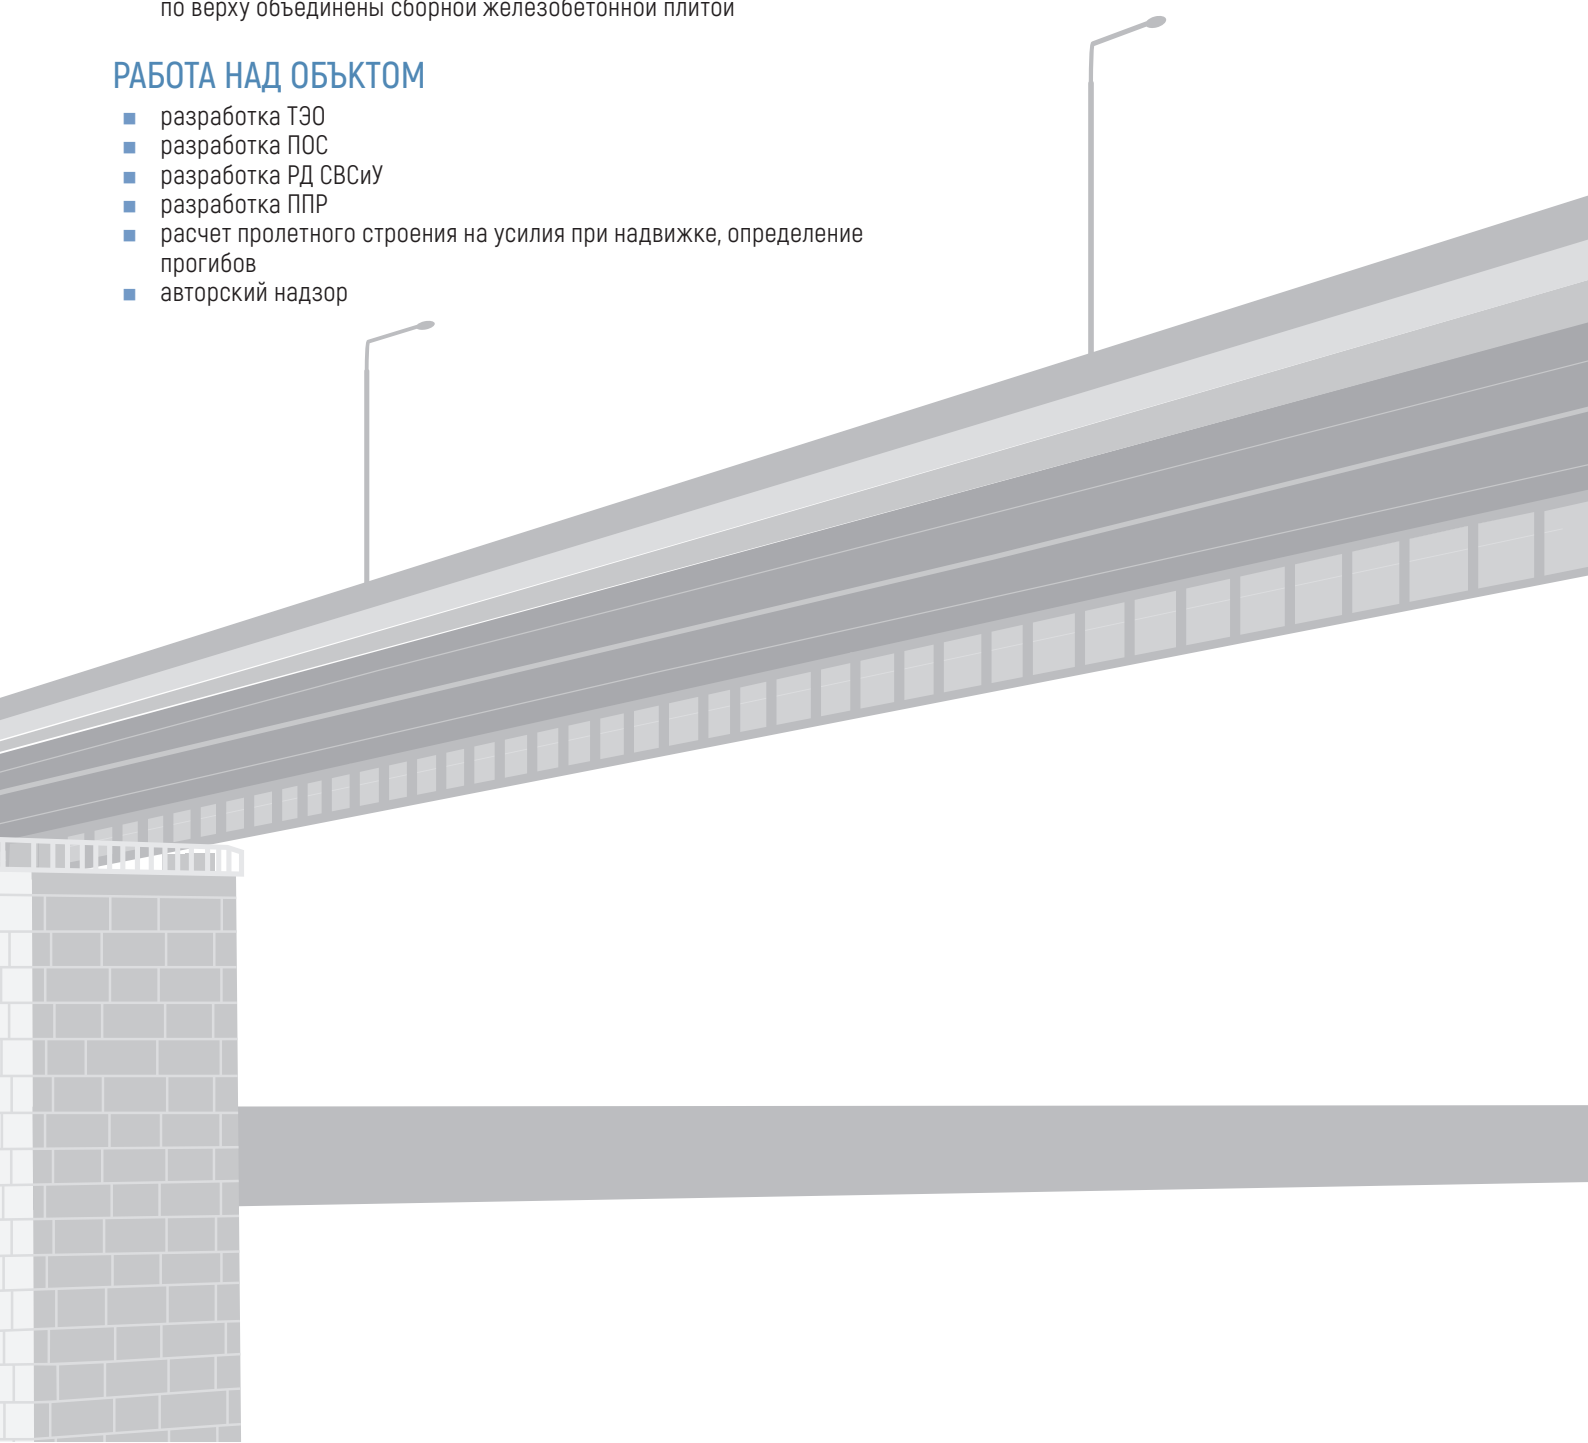 по верху объединены сборной железобетонной плитой
РАБОТА НАД ОБЪКТОМ
разработка ТЭО
разработка ПОС
разработка РД СВСиУ
разработка ППР
расчет пролетного строения на усилия при надвижке, определение
прогибов
авторский надзор